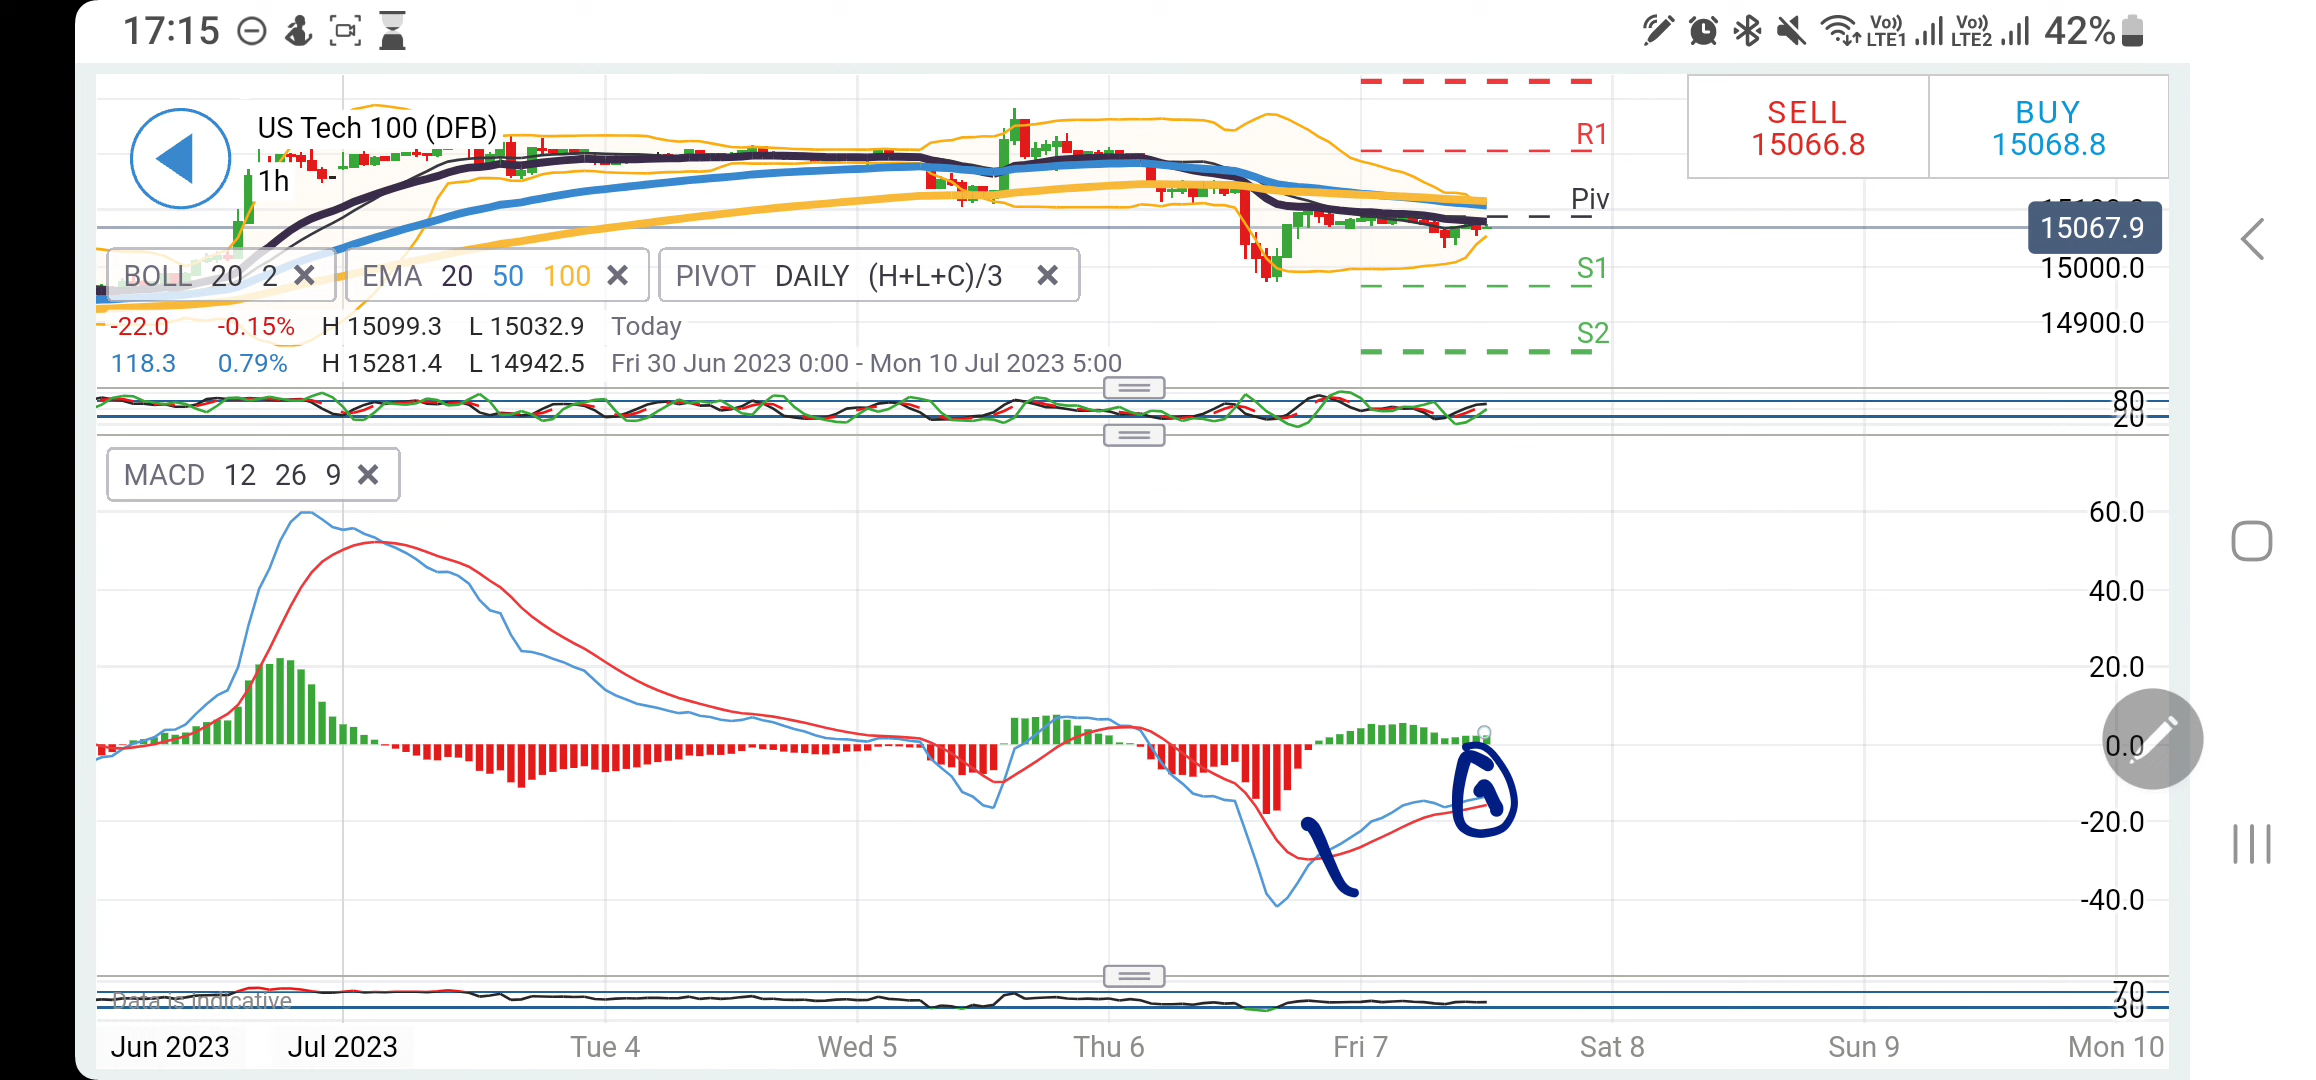 17:15 Vo)) LTE1 Vo)) LTE2 42%
US Tech 100 (DFB)
1h
R1
SELL 15066.8
BUY 15068.8
Piv
15067.9
S1
15000.0
BOLL 20 2 EMA 20 50 100 PIVOT DAILY (H+L+C)/3
14900.0
-22.0 -0.15% H 15099.3 L 15032.9 Today
S2
118.3 0.79% H 15281.4 L 14942.5 Fri 30 Jun 2023 0:00 - Mon 10 Jul 2023 5:00
80
20
MACD 12 26 9
60.0
40.0
20.0
0.0
-20.0
-40.0
Data is indicative
70
30
Jun 2023 Jul 2023 Tue 4 Wed 5 Thu 6 Fri 7 Sat 8 Sun 9 Mon 10